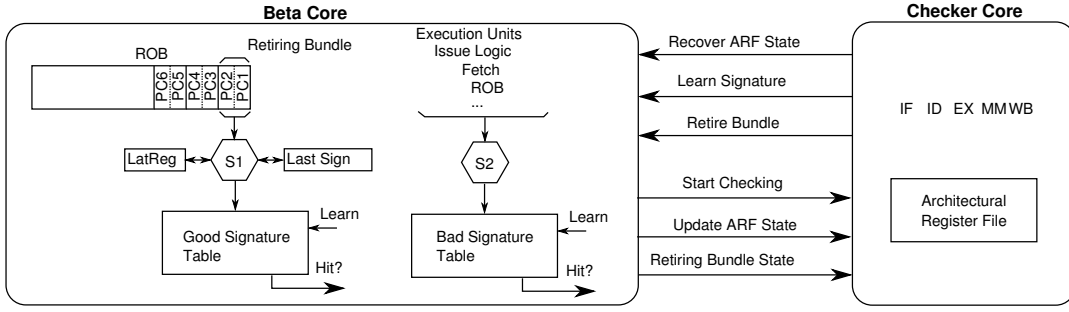 Beta Core
Checker Core
ROB
Retiring Bundle
PC6 PC5 PC4 PC3 PC2 PC1
Execution Units
Issue Logic
Fetch
ROB
...
LatReg
S1
Last Sign
S2
Good Signature
Table
Learn
Hit?
Bad Signature
Table
Learn
Hit?
Recover ARF State
Learn Signature
Retire Bundle
Start Checking
Update ARF State
Retiring Bundle State
IF ID EX MMWB
Architectural
Register File